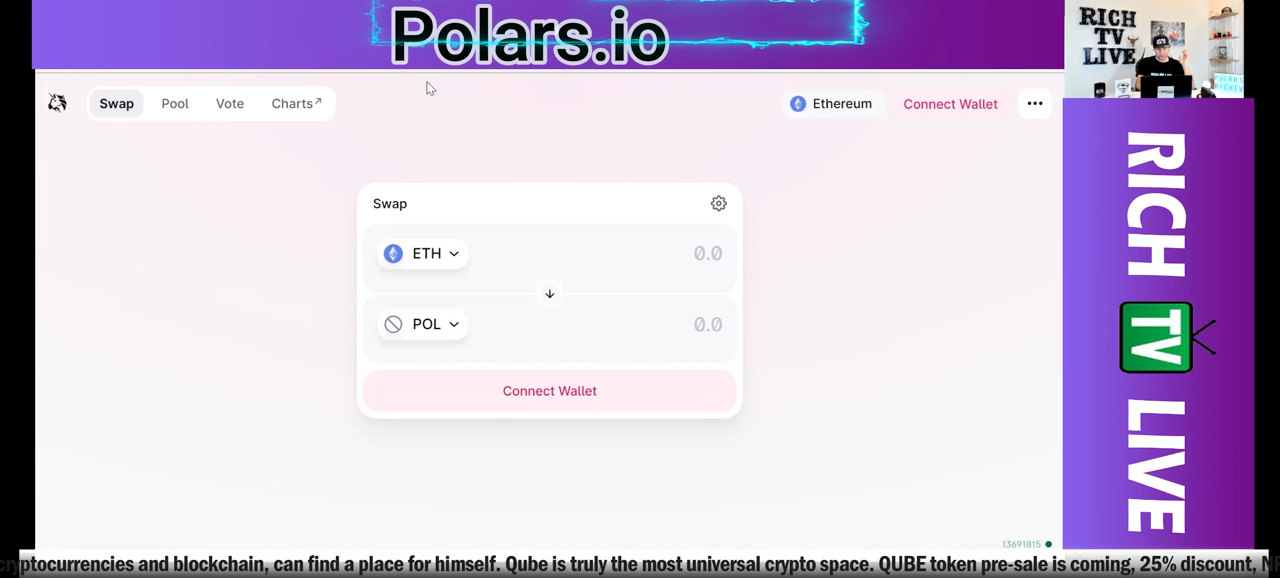 Polars.io
RICH
TV
LIVE
Swap Pool Vote Charts↗ Ethereum Connect Wallet ...
Swap
ETH 0.0
POL 0.0
Connect Wallet
RICH
TV
LIVE
13691815
cryptocurrencies and blockchain, can find a place for himself. Qube is truly the most universal crypto space. QUBE token pre-sale is coming, 25% discount,